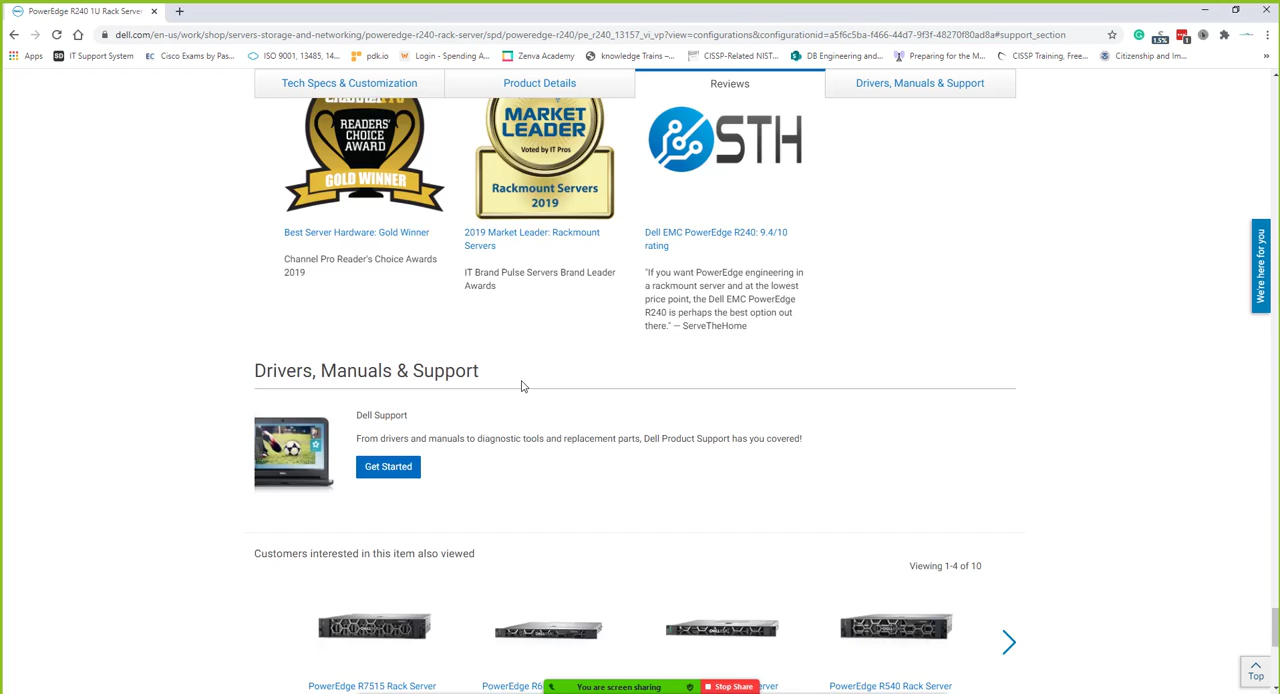 PowerEdge R240 1U Rack Server
dell.com/en-us/work/shop/servers-storage-and-networking/poweredge-r240-rack-server/spd/poweredge-r240/pe_r240_13157_vi_vp?view=configurations&configurationid=a5f6c5ba-f466-44d7-9f3f-48270f80ad8a#support_section
Apps IT Support System Cisco Exams by Pas... ISO 9001, 13485, 14... pdk.io Login - Spending A... Zenva Academy knowledge Trains –... CISSP-Related NIST... DB Engineering and... Preparing for the M... CISSP Training, Free... Citizenship and Im... »
Tech Specs & Customization Product Details Reviews Drivers, Manuals & Support
READERS'
CHOICE
AWARD
GOLD WINNER
MARKET
LEADER
Voted by IT Pros
Rackmount Servers
2019
STH
Best Server Hardware: Gold Winner
Channel Pro Reader's Choice Awards
2019
2019 Market Leader: Rackmount
Servers
IT Brand Pulse Servers Brand Leader
Awards
Dell EMC PowerEdge R240: 9.4/10
rating
"If you want PowerEdge engineering in
a rackmount server and at the lowest
price point, the Dell EMC PowerEdge
R240 is perhaps the best option out
there." — ServeTheHome
We're here for you
Drivers, Manuals & Support
Dell Support
From drivers and manuals to diagnostic tools and replacement parts, Dell Product Support has you covered!
Get Started
Customers interested in this item also viewed
Viewing 1-4 of 10
PowerEdge R7515 Rack Server
PowerEdge
PowerEdge R540 Rack Server
You are screen sharing
Stop Share
Top